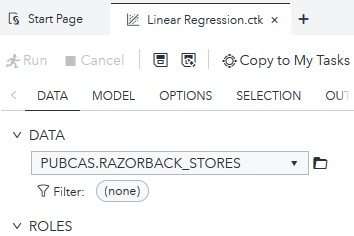 Start Page Linear Regression.ctk × +
Run Cancel Copy to My Tasks
DATA MODEL OPTIONS SELECTION OUT
DATA
PUBCAS.RAZORBACK_STORES
Filter: (none)
ROLES